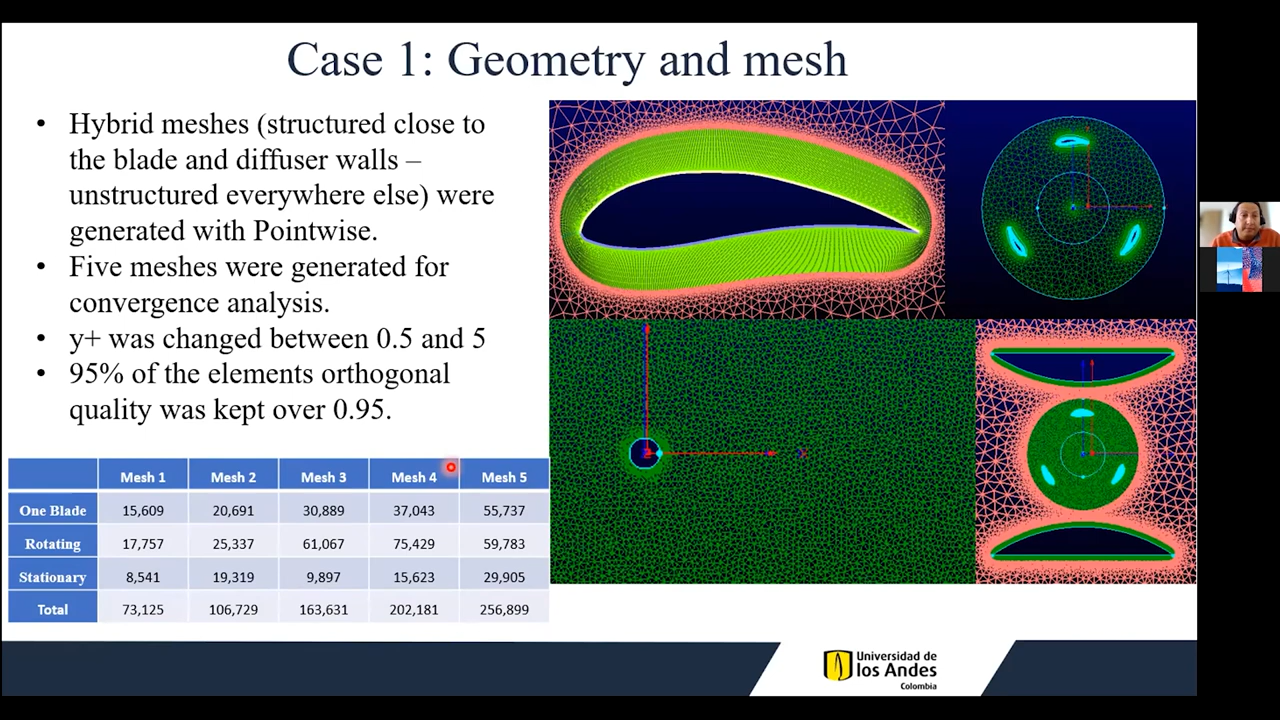 Case 1: Geometry and mesh
• Hybrid meshes (structured close to
the blade and diffuser walls –
unstructured everywhere else) were
generated with Pointwise.
• Five meshes were generated for
convergence analysis.
• y+ was changed between 0.5 and 5
• 95% of the elements orthogonal
quality was kept over 0.95.
Mesh 1 Mesh 2 Mesh 3 Mesh 4 Mesh 5
One Blade 15,609 20,691 30,889 37,043 55,737
Rotating 17,757 25,337 61,067 75,429 59,783
Stationary 8,541 19,319 9,897 15,623 29,905
Total 73,125 106,729 163,631 202,181 256,899
X
Universidad de
los Andes
Colombia